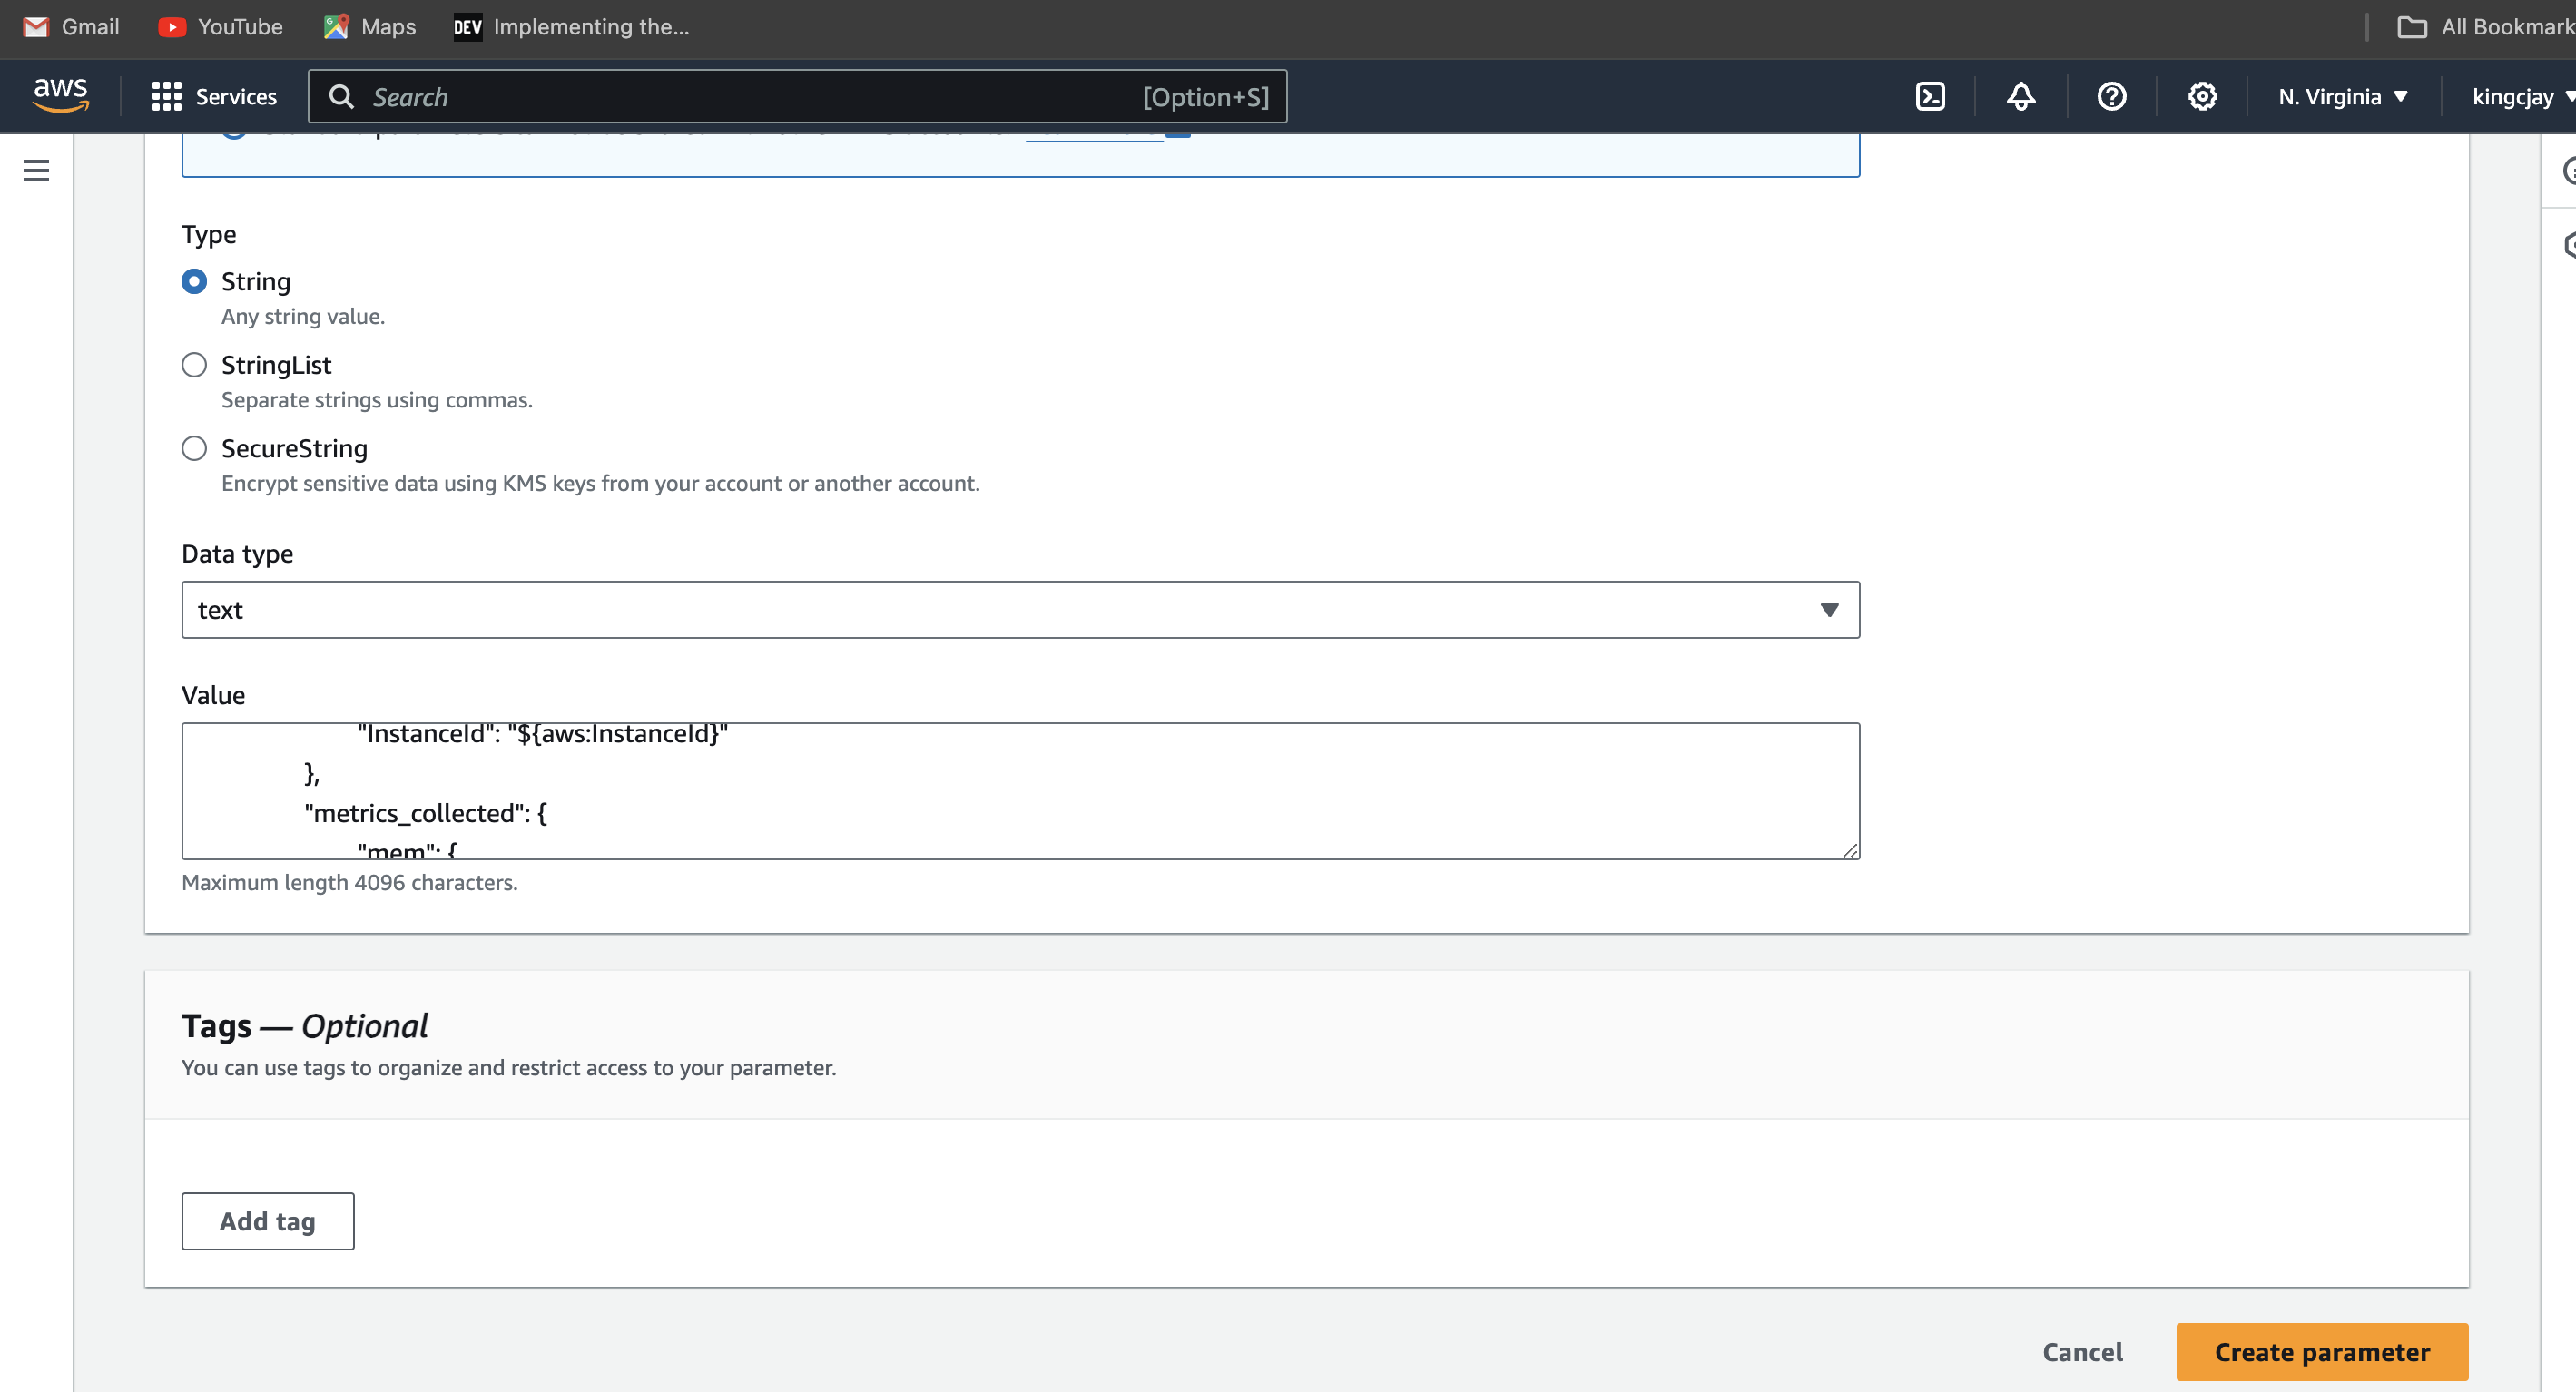 Gmail
YouTube
Maps
DEV Implementing the...
All Bookmark
aws
Services
Search
[Option+S]
N. Virginia
kingcjay
Type
String
Any string value.
StringList
Separate strings using commas.
SecureString
Encrypt sensitive data using KMS keys from your account or another account.
Data type
text
Value
"InstanceId": "${aws:InstanceId}"
},
"metrics_collected": {
"mem": {
Maximum length 4096 characters.
Tags — Optional
You can use tags to organize and restrict access to your parameter.
Add tag
Cancel
Create parameter